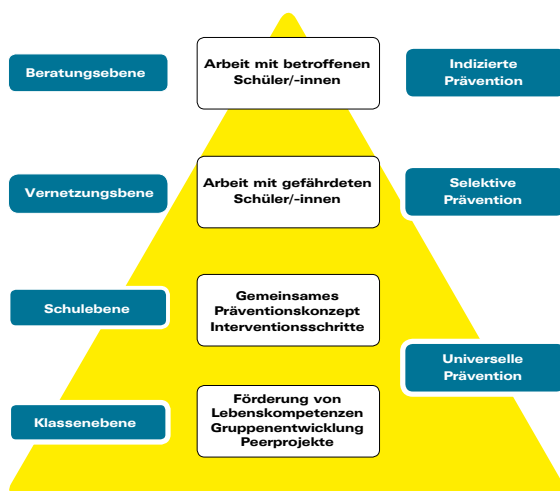 Beratungsebene
Arbeit mit betroffenen
Schüler/-innen
Indizierte
Prävention
Vernetzungsbene
Arbeit mit gefährdeten
Schüler/-innen
Selektive
Prävention
Schulebene
Gemeinsames
Präventionskonzept
Interventionsschritte
Universelle
Prävention
Klassenebene
Förderung von
Lebenskompetenzen
Gruppenentwicklung
Peerprojekte